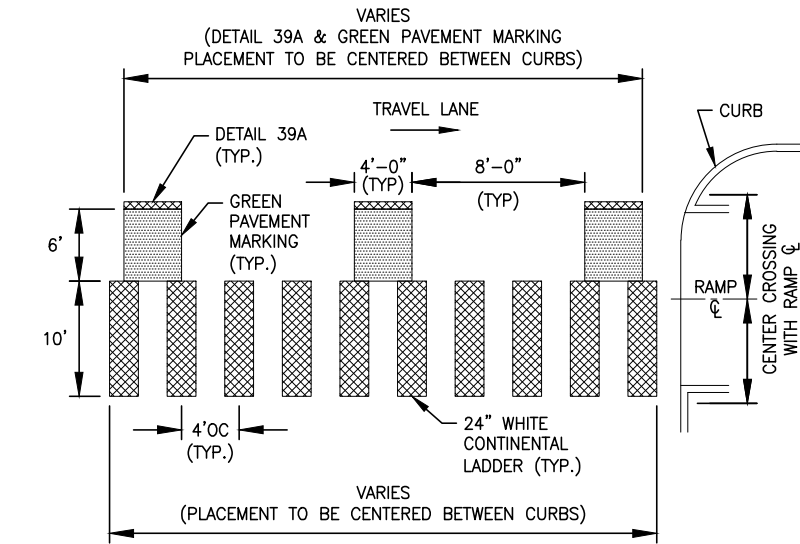 VARIES
(DETAIL 39A & GREEN PAVEMENT MARKING
PLACEMENT TO BE CENTERED BETWEEN CURBS)
TRAVEL LANE
CURB
DETAIL 39A
(TYP.)
4'-0"
(TYP)
8'-0"
(TYP)
GREEN
PAVEMENT
MARKING
(TYP.)
6'
10'
RAMP
℄
CENTER CROSSING
WITH RAMP ℄
4'OC
(TYP.)
24" WHITE
CONTINENTAL
LADDER (TYP.)
VARIES
(PLACEMENT TO BE CENTERED BETWEEN CURBS)